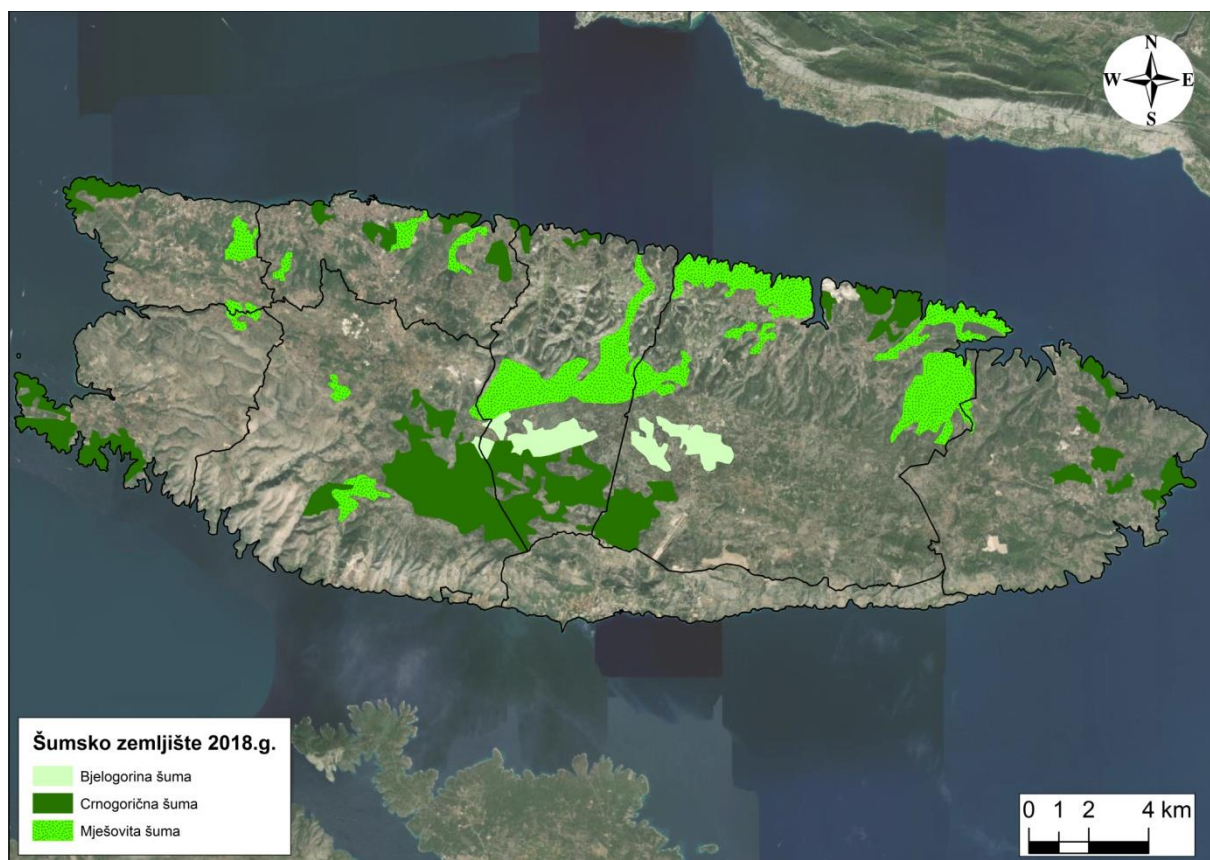 N
W E
S
Šumsko zemljište 2018.g.
Bjelogorina šuma
Crnogorična šuma
Mješovita šuma
0 1 2 4 km